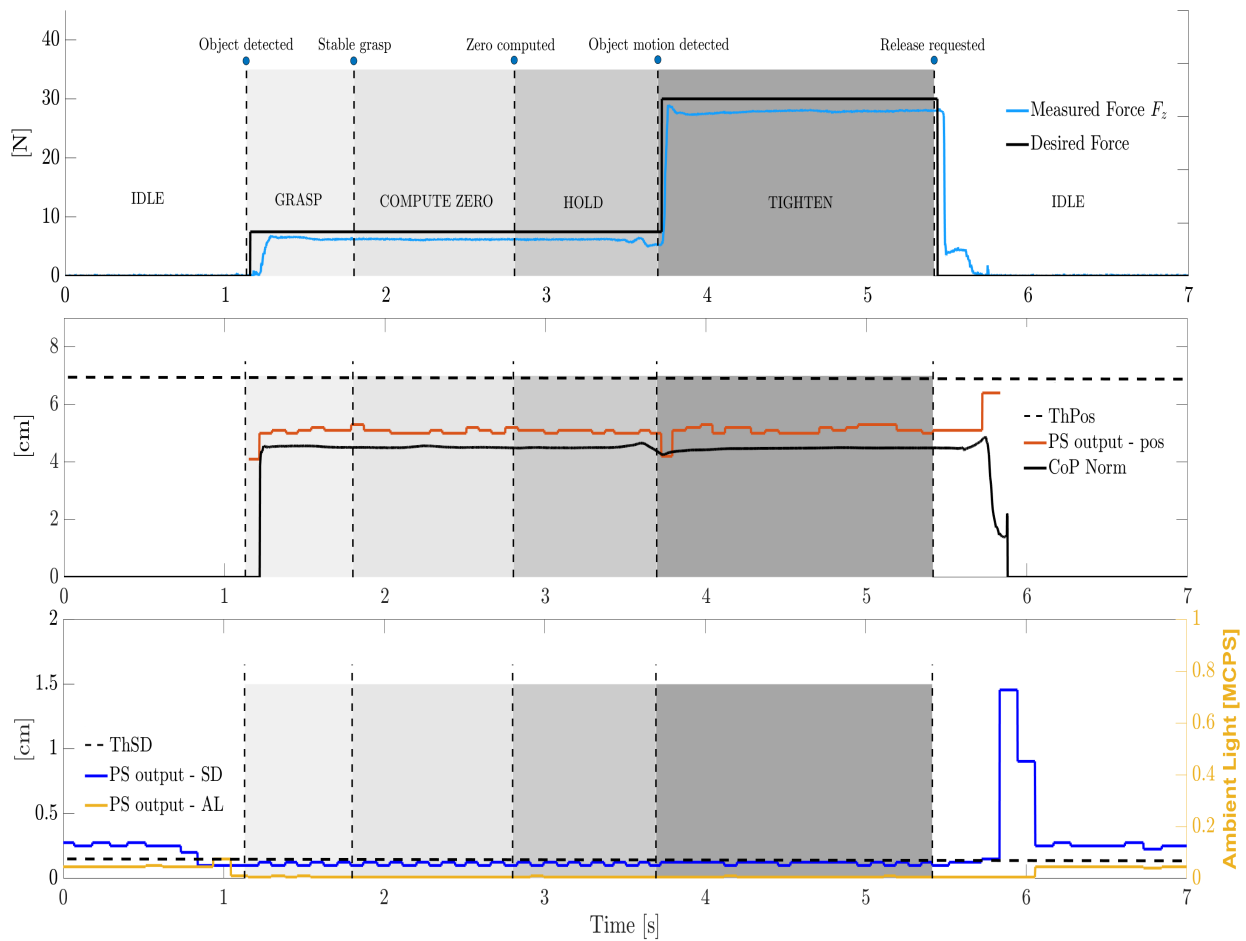 Object detected Stable grasp Zero computed Object motion detected Release requested
40
30
20
10
0
[N]
IDLE GRASP COMPUTE ZERO HOLD TIGHTEN IDLE
Measured Force Fz
Desired Force
0 1 2 3 4 5 6 7
8
6
4
2
0
[cm]
ThPos
PS output - pos
CoP Norm
0 1 2 3 4 5 6 7
2
1.5
1
0.5
0
[cm]
ThSD
PS output - SD
PS output - AL
1
0.8
0.6
0.4
0.2
0
Ambient Light [MCPS]
0 1 2 3 4 5 6 7
Time [s]